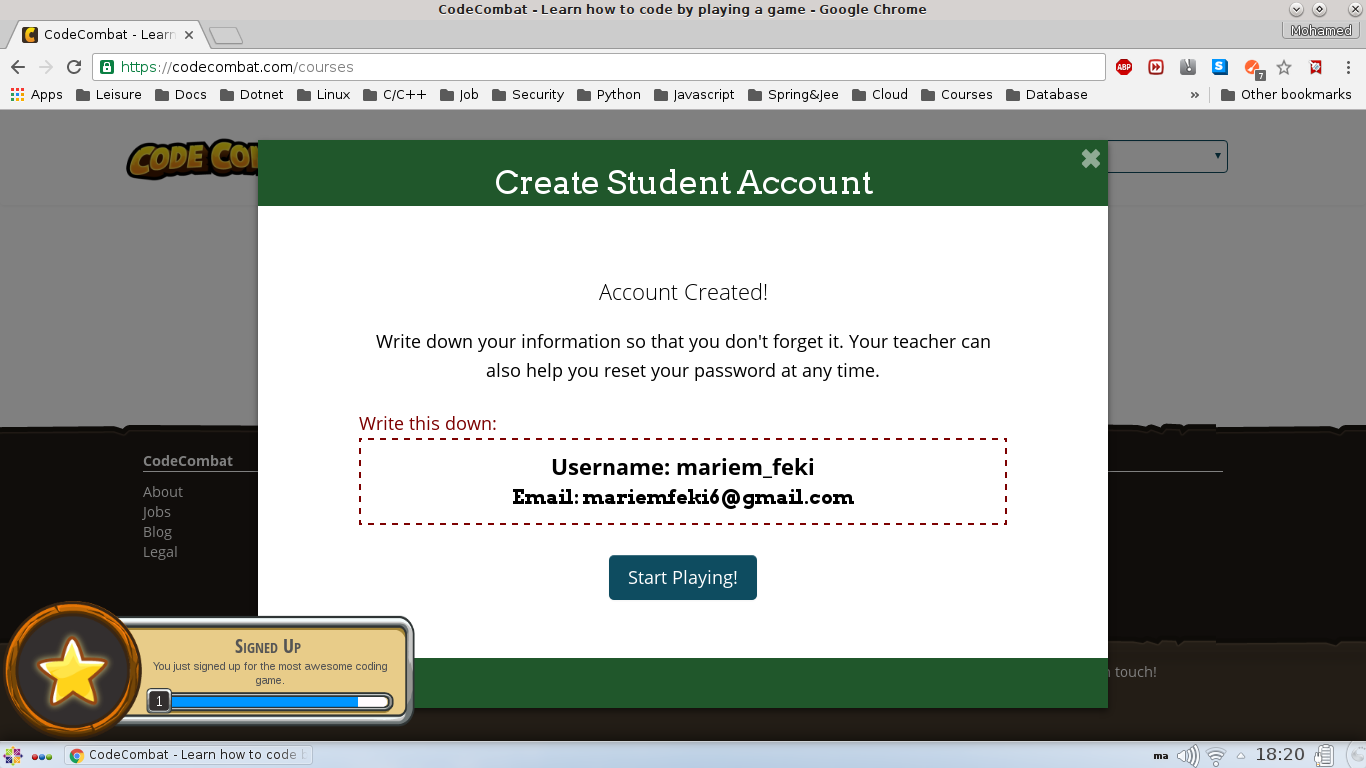 CodeCombat - Learn how to code by playing a game - Google Chrome
CodeCombat - Learn
Mohamed
https://codecombat.com/courses
ABP
7
Apps Leisure Docs Dotnet Linux C/C++ Job Security Python Javascript Spring&Jee Cloud Courses Database » Other bookmarks
CODE COM
Create Student Account
Account Created!
Write down your information so that you don't forget it. Your teacher can
also help you reset your password at any time.
Write this down:
Username: mariem_feki
Email: mariemfeki6@gmail.com
Start Playing!
CodeCombat
About
Jobs
Blog
Legal
n touch!
Signed Up
You just signed up for the most awesome coding
game.
1
CodeCombat - Learn how to code b
ma
18:20